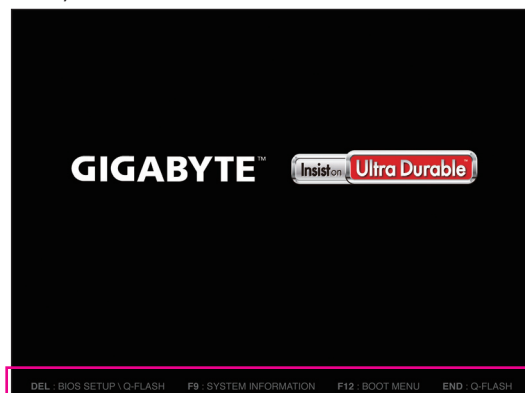 GIGABYTE™
Insist on Ultra Durable™
DEL : BIOS SETUP \ Q-FLASH F9 : SYSTEM INFORMATION F12 : BOOT MENU END : Q-FLASH